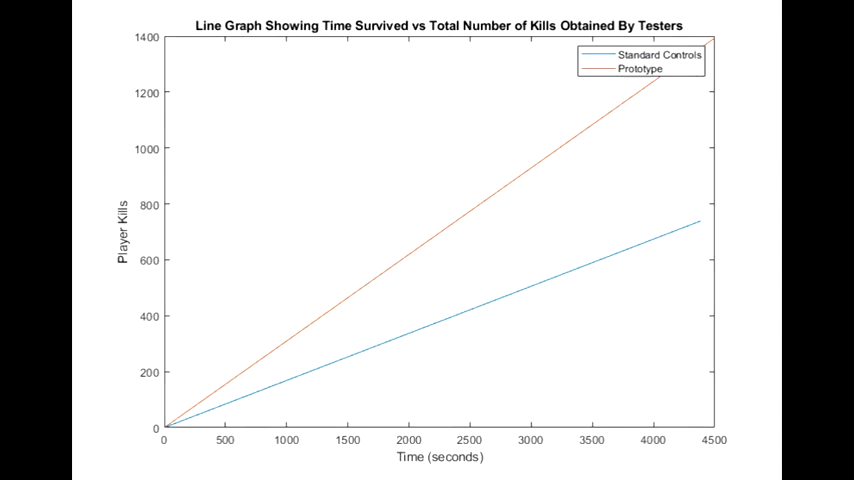 Line Graph Showing Time Survived vs Total Number of Kills Obtained By Testers
1400
1200
1000
800
600
400
200
0
Player Kills
Standard Controls
Prototype
0 500 1000 1500 2000 2500 3000 3500 4000 4500
Time (seconds)